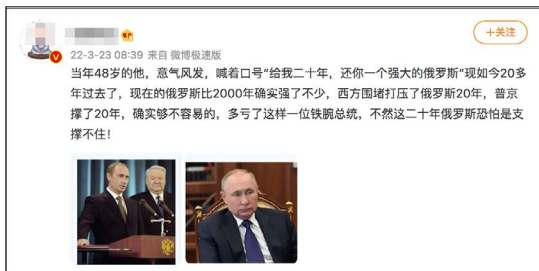 +关注
22-3-23 08:39 来自 微博极速版
当年48岁的他，意气风发，喊着口号“给我二十年，还你一个强大的俄罗斯”现如今20多
年过去了，现在的俄罗斯比2000年确实强了不少，西方围堵打压了俄罗斯20年，普京
撑了20年，确实够不容易的，多亏了这样一位铁腕总统，不然这二十年俄罗斯恐怕是支
撑不住！